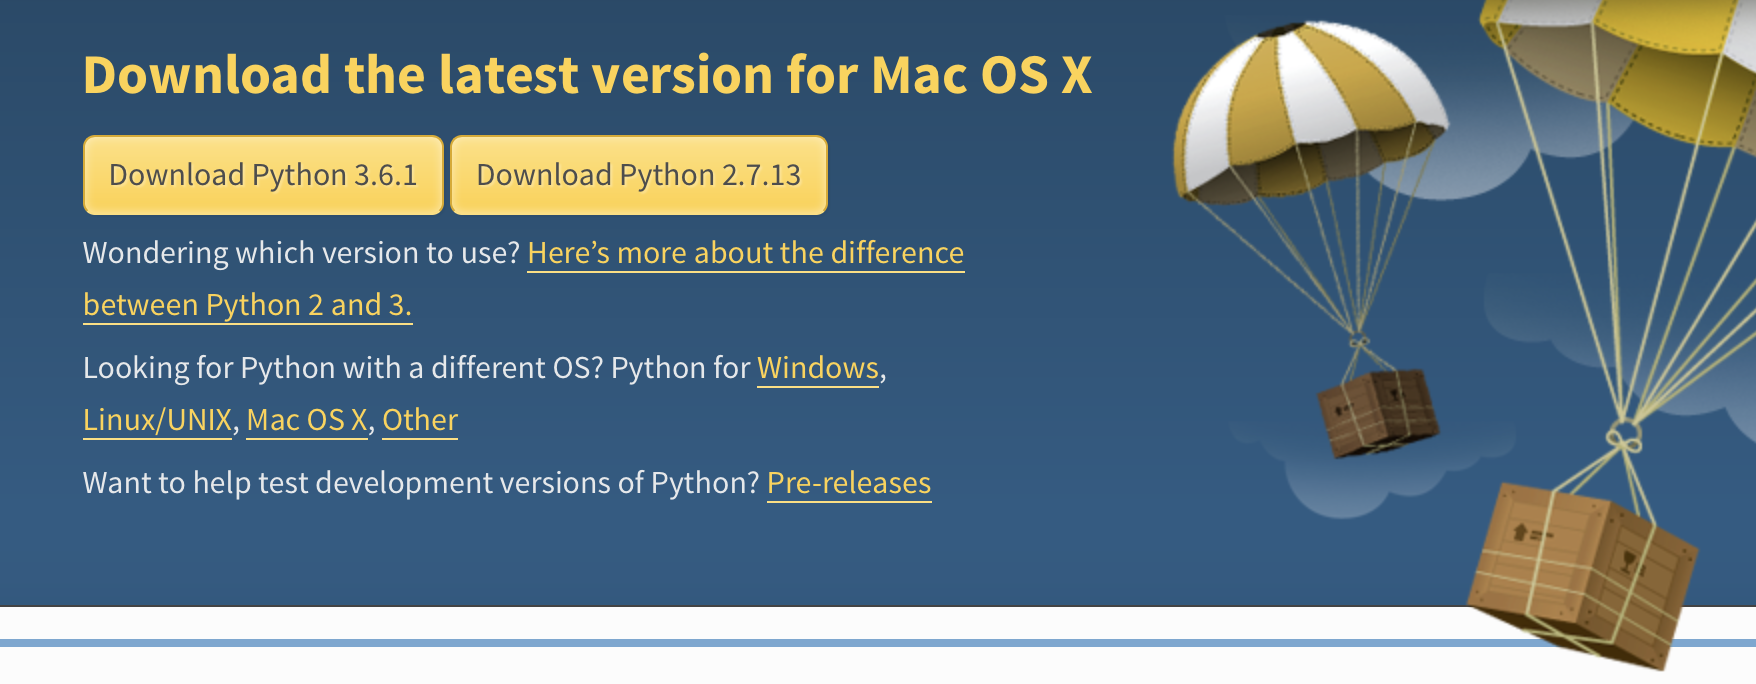 Download the latest version for Mac OS X
Download Python 3.6.1 Download Python 2.7.13
Wondering which version to use? Here’s more about the difference
between Python 2 and 3.
Looking for Python with a different OS? Python for Windows,
Linux/UNIX, Mac OS X, Other
Want to help test development versions of Python? Pre-releases